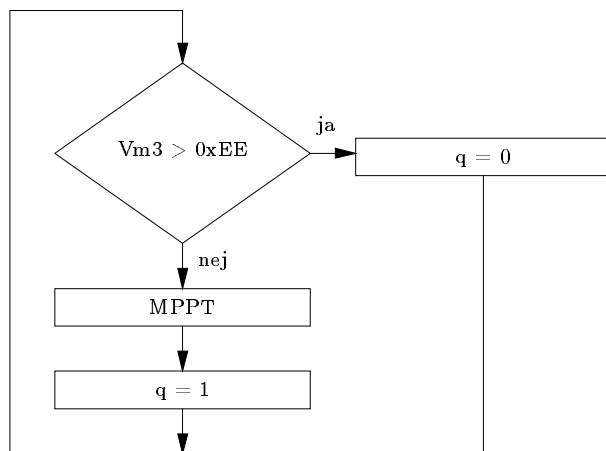 ja
Vm3 > 0xEE
q = 0
nej
MPPT
q = 1